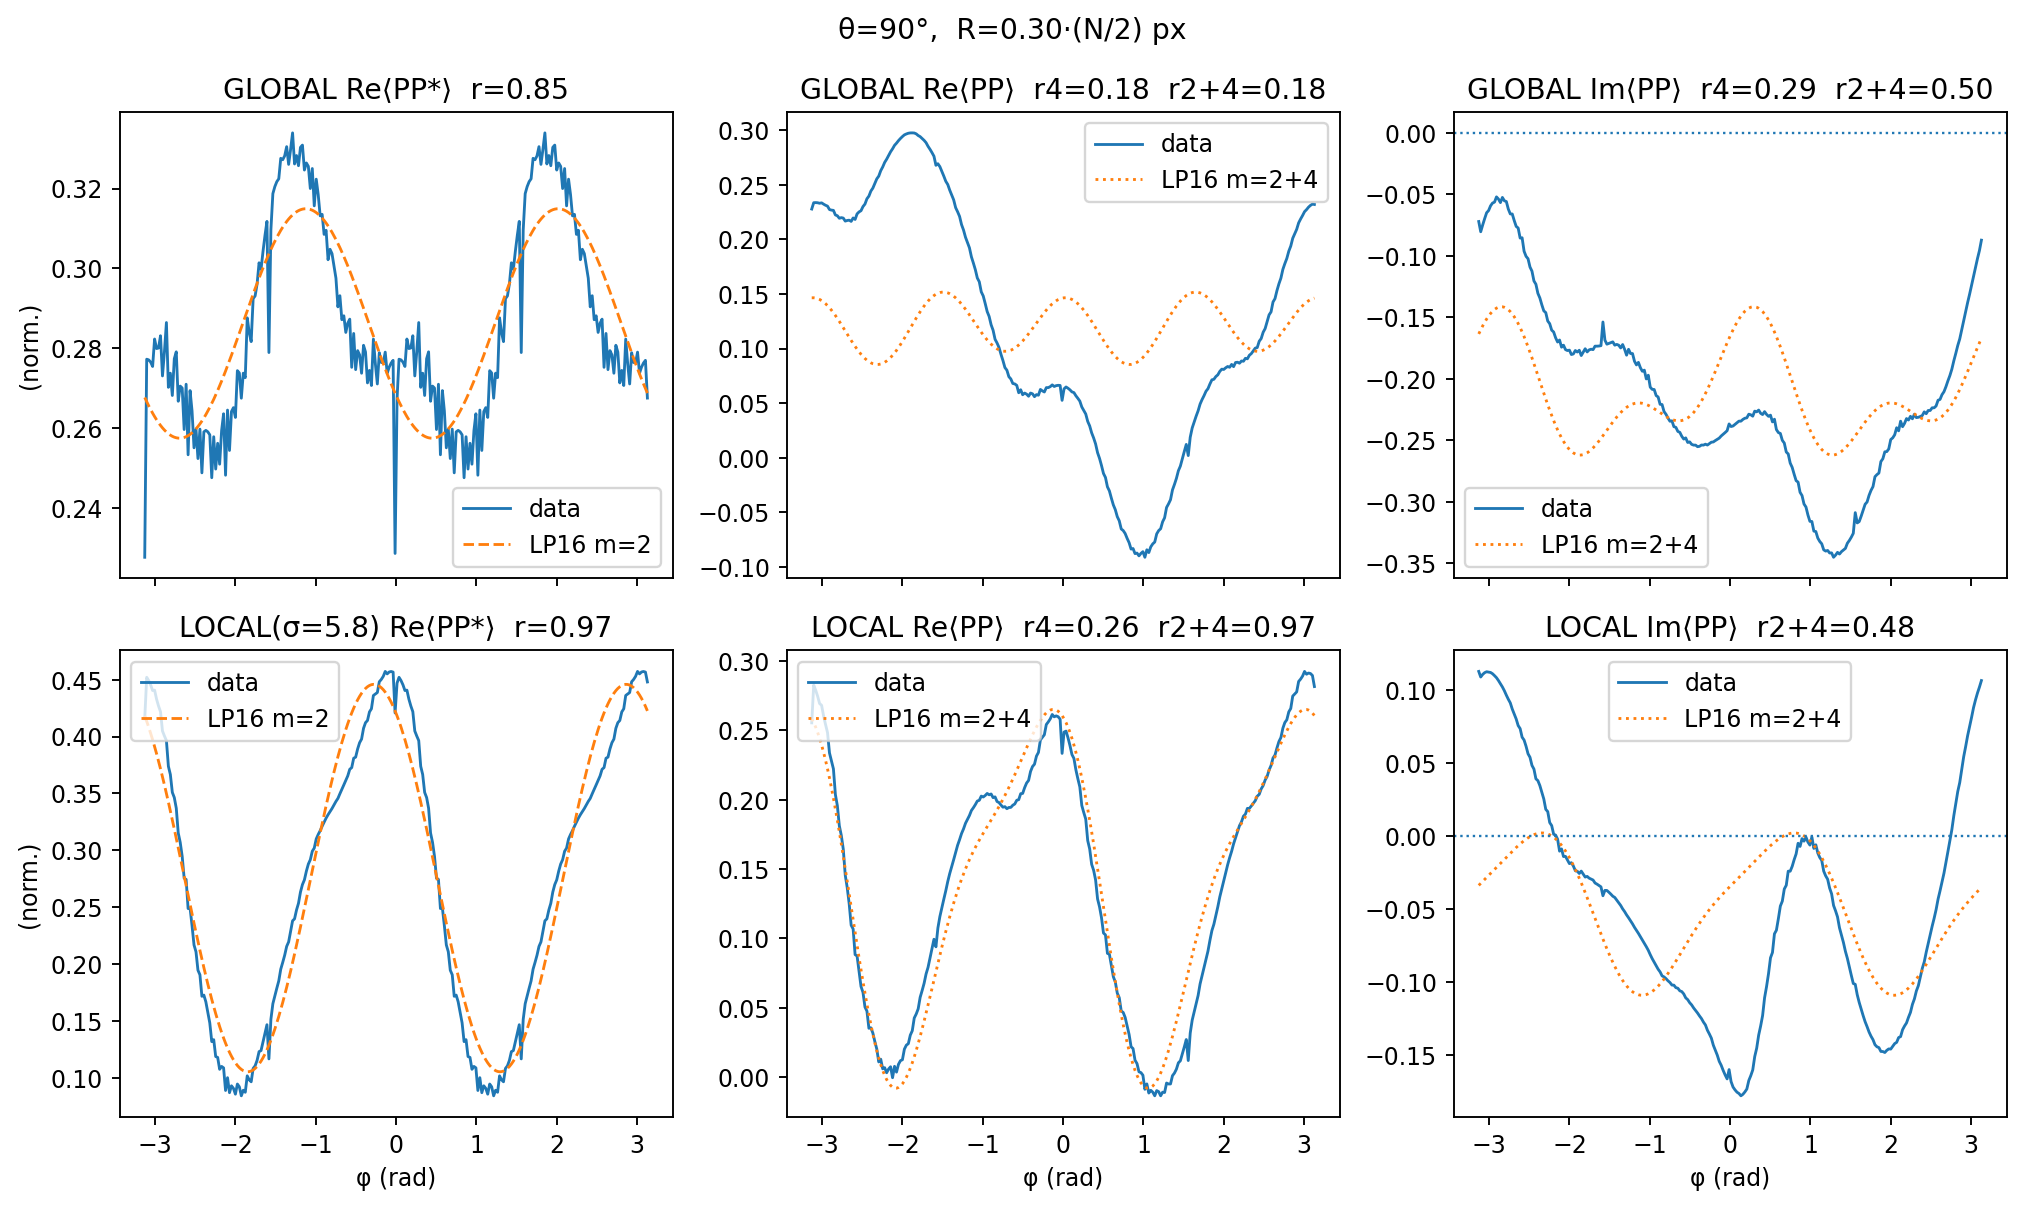 θ=90°,  R=0.30·(N/2) px
GLOBAL Re⟨PP*⟩  r=0.85
(norm.)
0.32
0.30
0.28
0.26
0.24
data
LP16 m=2
GLOBAL Re⟨PP⟩  r4=0.18  r2+4=0.18
0.30
0.25
0.20
0.15
0.10
0.05
0.00
−0.05
−0.10
data
LP16 m=2+4
GLOBAL Im⟨PP⟩  r4=0.29  r2+4=0.50
0.00
−0.05
−0.10
−0.15
−0.20
−0.25
−0.30
−0.35
data
LP16 m=2+4
LOCAL(σ=5.8) Re⟨PP*⟩  r=0.97
(norm.)
0.45
0.40
0.35
0.30
0.25
0.20
0.15
0.10
data
LP16 m=2
−3 −2 −1 0 1 2 3
φ (rad)
LOCAL Re⟨PP⟩  r4=0.26  r2+4=0.97
0.30
0.25
0.20
0.15
0.10
0.05
0.00
data
LP16 m=2+4
−3 −2 −1 0 1 2 3
φ (rad)
LOCAL Im⟨PP⟩  r2+4=0.48
0.10
0.05
0.00
−0.05
−0.10
−0.15
data
LP16 m=2+4
−3 −2 −1 0 1 2 3
φ (rad)